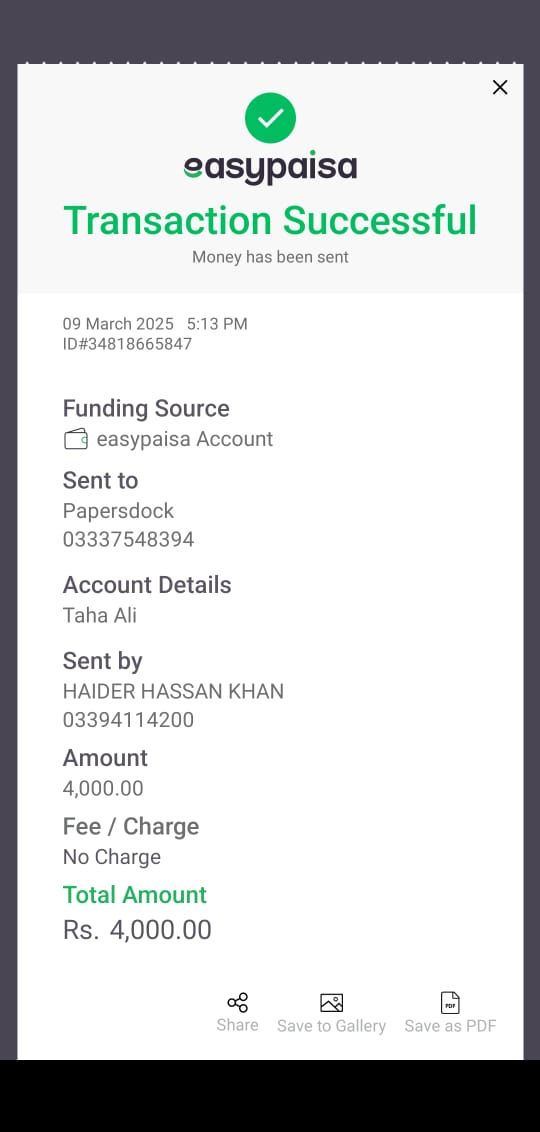 easypaisa
Transaction Successful
Money has been sent
09 March 2025 5:13 PM
ID#34818665847
Funding Source
easypaisa Account
Sent to
Papersdock
03337548394
Account Details
Taha Ali
Sent by
HAIDER HASSAN KHAN
03394114200
Amount
4,000.00
Fee / Charge
No Charge
Total Amount
Rs. 4,000.00
PDF
Share Save to Gallery Save as PDF